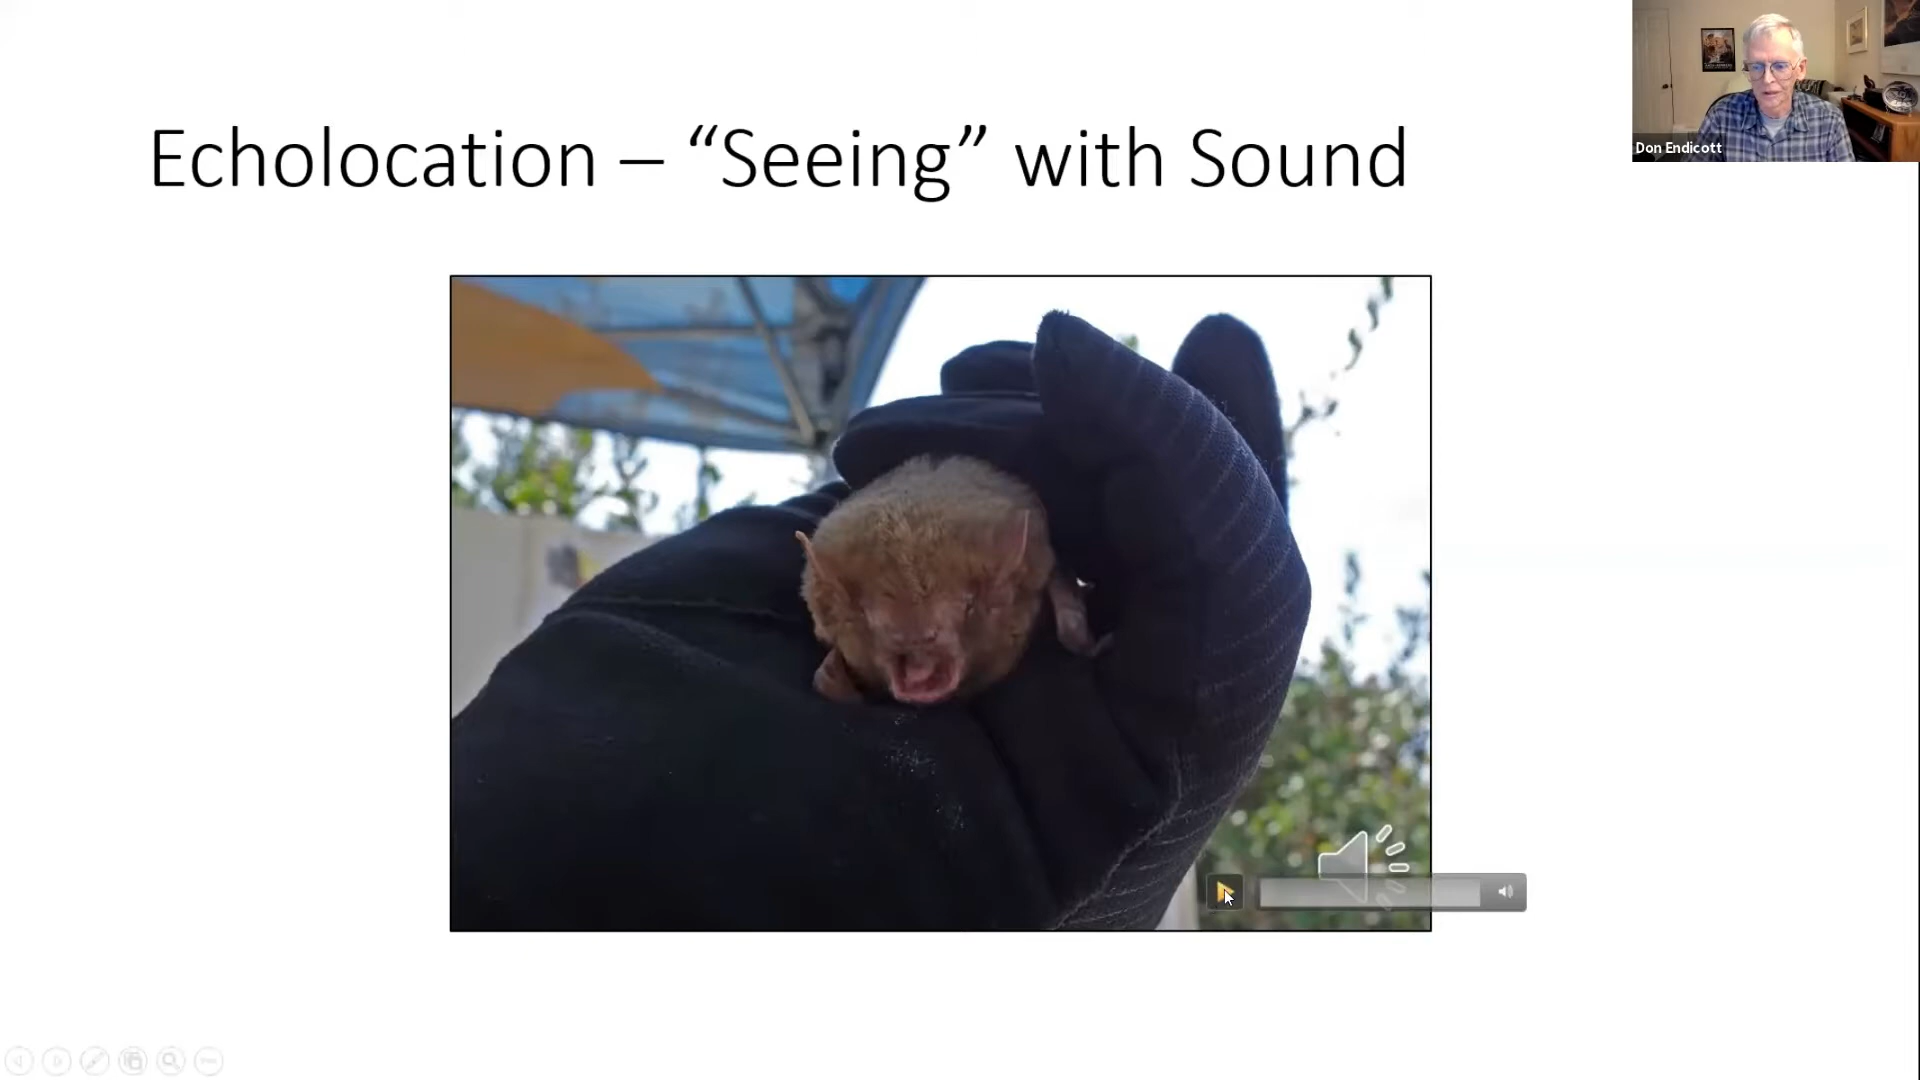 Echolocation – “Seeing” with Sound
Don Endicott